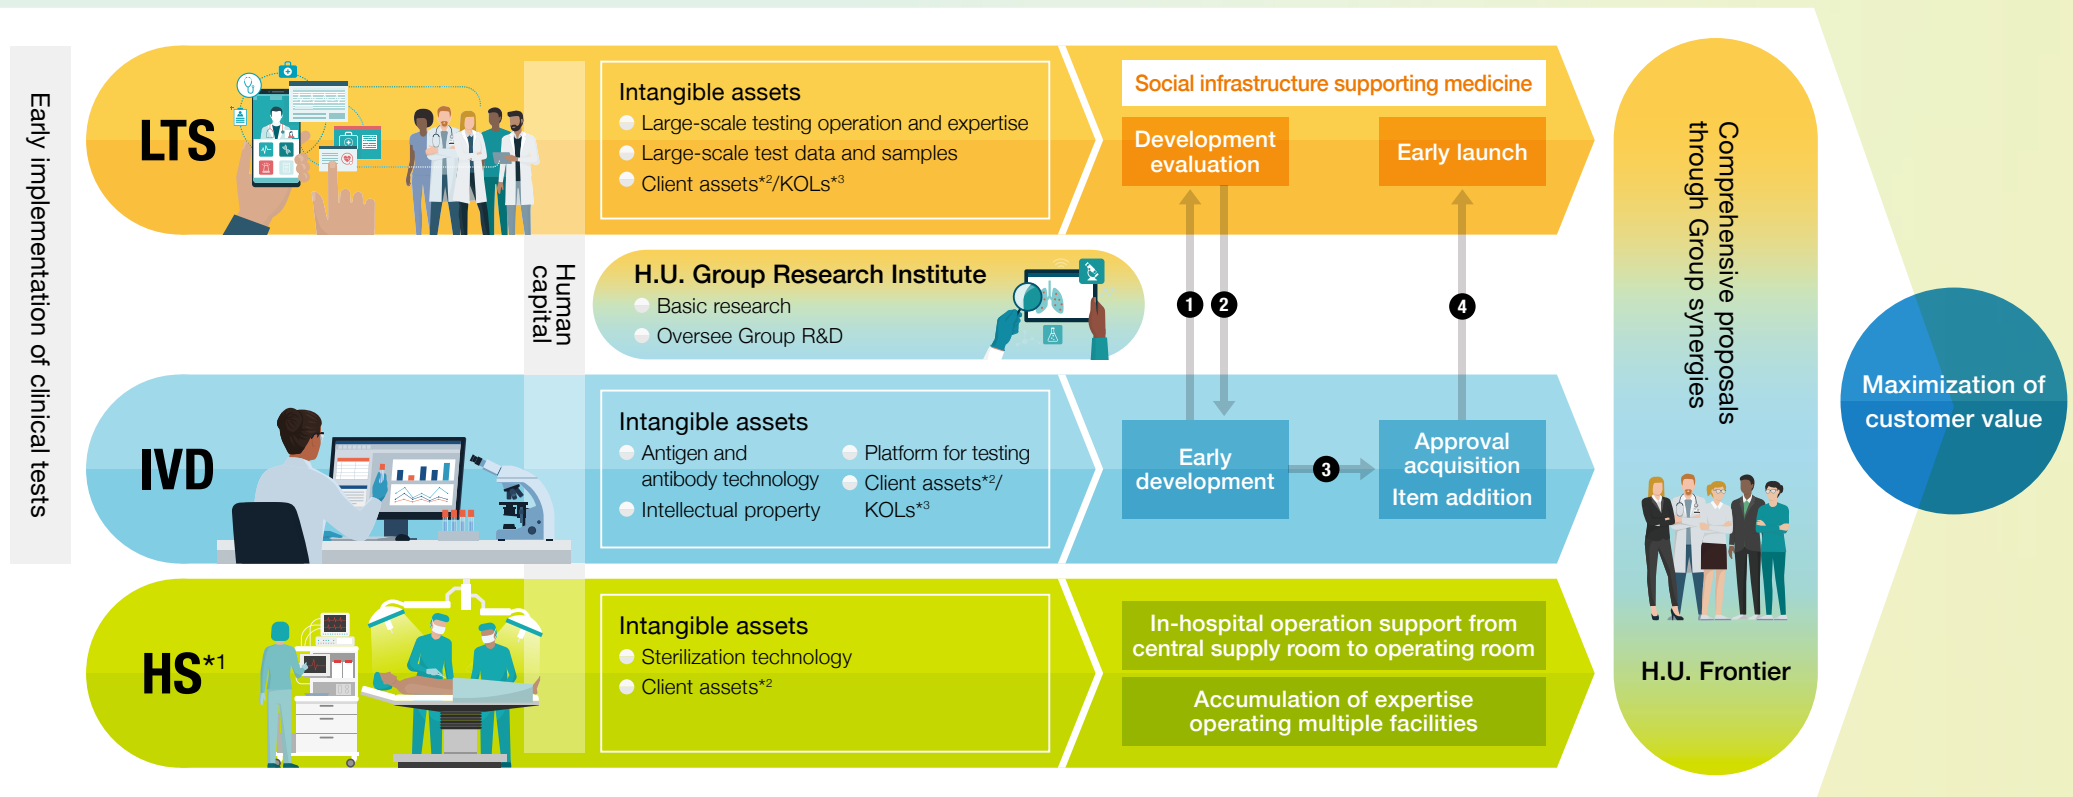 Early implementation of clinical tests
LTS
Intangible assets
Large-scale testing operation and expertise
Large-scale test data and samples
Client assets*2/KOLs*3
Social infrastructure supporting medicine
Development
evaluation
Early launch
Human
capital
H.U. Group Research Institute
Basic research
Oversee Group R&D
1
2
4
IVD
Intangible assets
Antigen and
antibody technology
Intellectual property
Platform for testing
Client assets*2/
KOLs*3
Early
development
3
Approval
acquisition
Item addition
HS*1
Intangible assets
Sterilization technology
Client assets*2
In-hospital operation support from
central supply room to operating room
Accumulation of expertise
operating multiple facilities
Comprehensive proposals
through Group synergies
H.U. Frontier
Maximization of
customer value